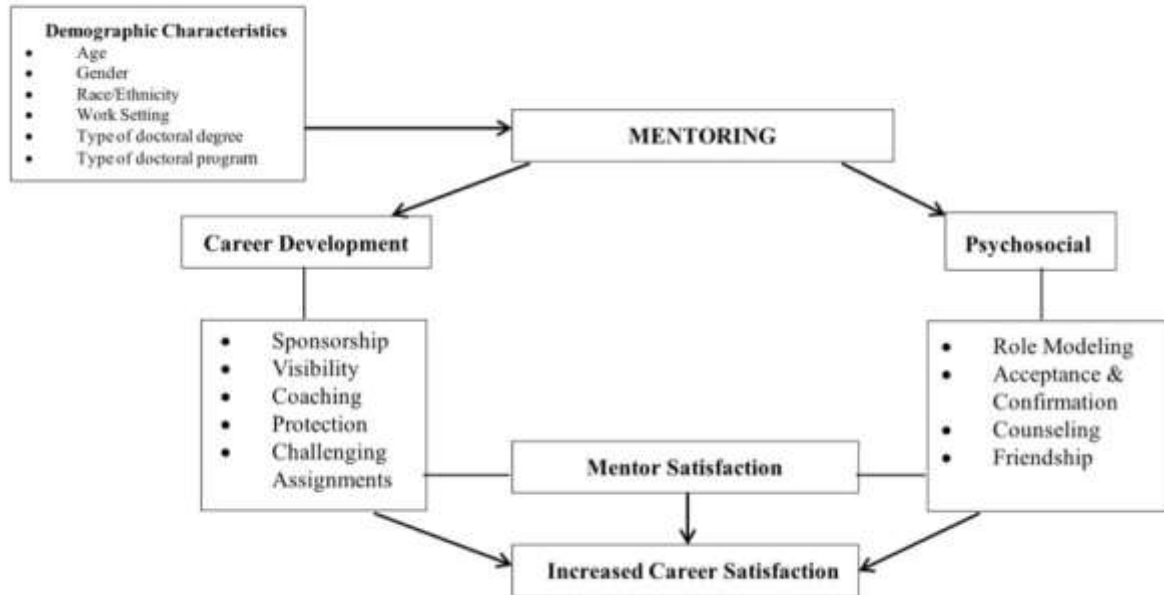 Demographic Characteristics
• Age
• Gender
• Race/Ethnicity
• Work Setting
• Type of doctoral degree
• Type of doctoral program
MENTORING
Career Development
Psychosocial
• Sponsorship
• Visibility
• Coaching
• Protection
• Challenging
Assignments
• Role Modeling
• Acceptance &
Confirmation
• Counseling
• Friendship
Mentor Satisfaction
Increased Career Satisfaction